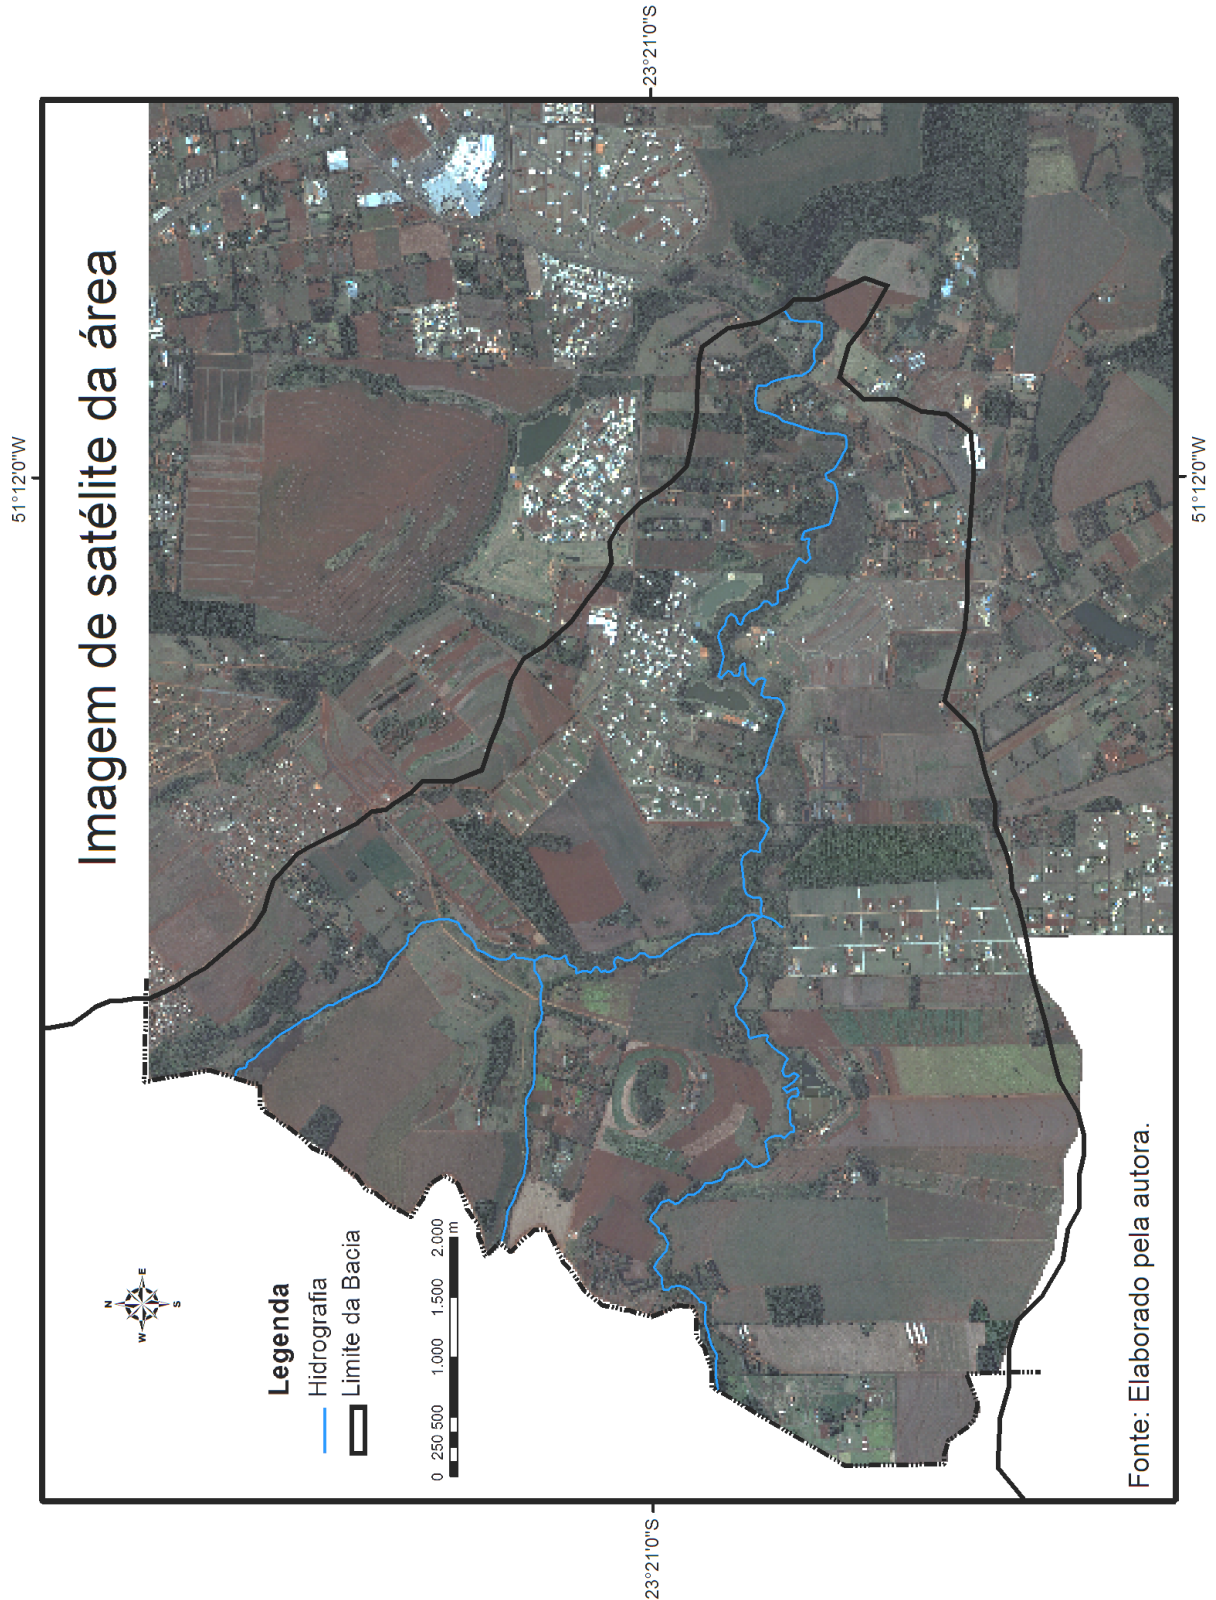 Imagem de satélite da área
51°12'0"W
23°21'0"S
23°21'0"S
N
W
E
S
Legenda
Hidrografia
Limite da Bacia
0 250 500 1.000 1.500 2.000
m
Fonte: Elaborado pela autora.
51°12'0"W